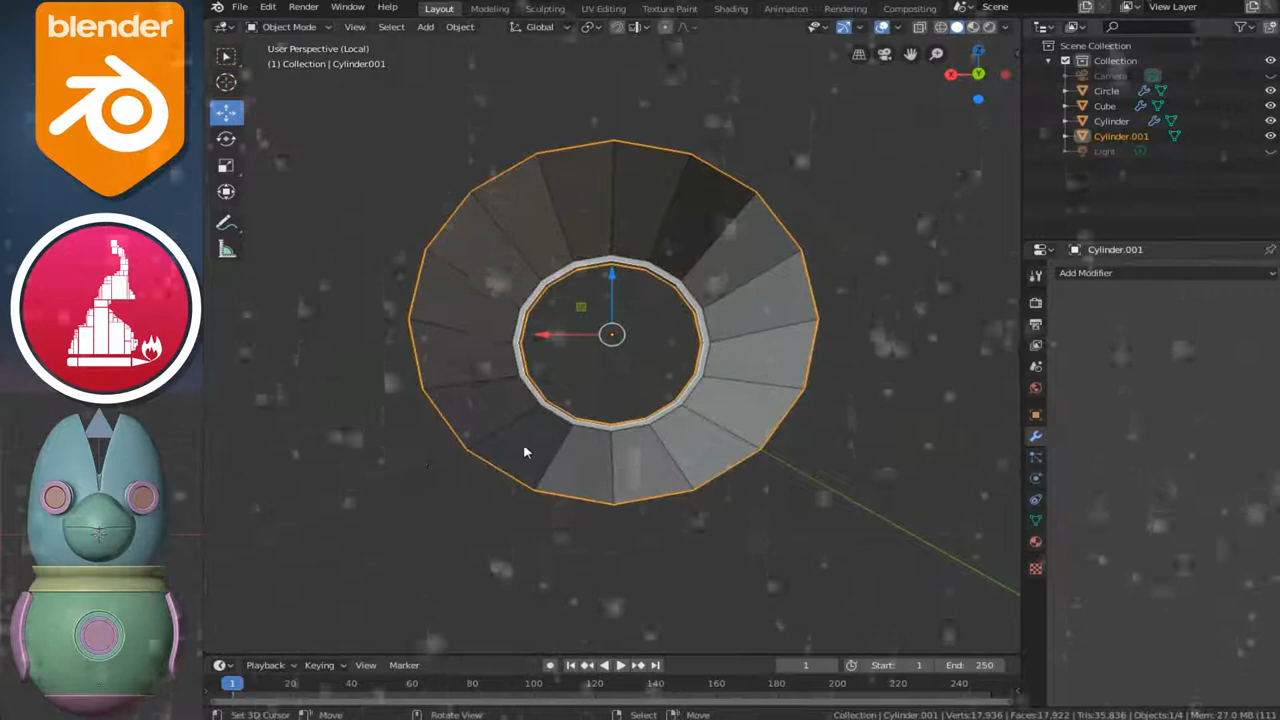 blender
File Edit Render Window Help
Layout Modeling Sculpting UV Editing Texture Paint Shading Animation Rendering Compositing
Scene
View Layer
Object Mode View Select Add Object
Global
User Perspective (Local)
(1) Collection | Cylinder.001
X
Y
Z
Scene Collection
Collection
Camera
Circle
Cube
Cylinder
Cylinder.001
Light
Cylinder.001
Add Modifier
Playback Keying View Marker
1
Start: 1
End: 250
1 20 40 60 80 100 120 140 160 180 200 220 240
Set 3D Cursor Move Rotate View Select Move
Collection | Cylinder.001 | Verts:17,936 | Faces:17,922 | Tris:35,836 | Objects:1/4 | Mem: 27.0 MB (111